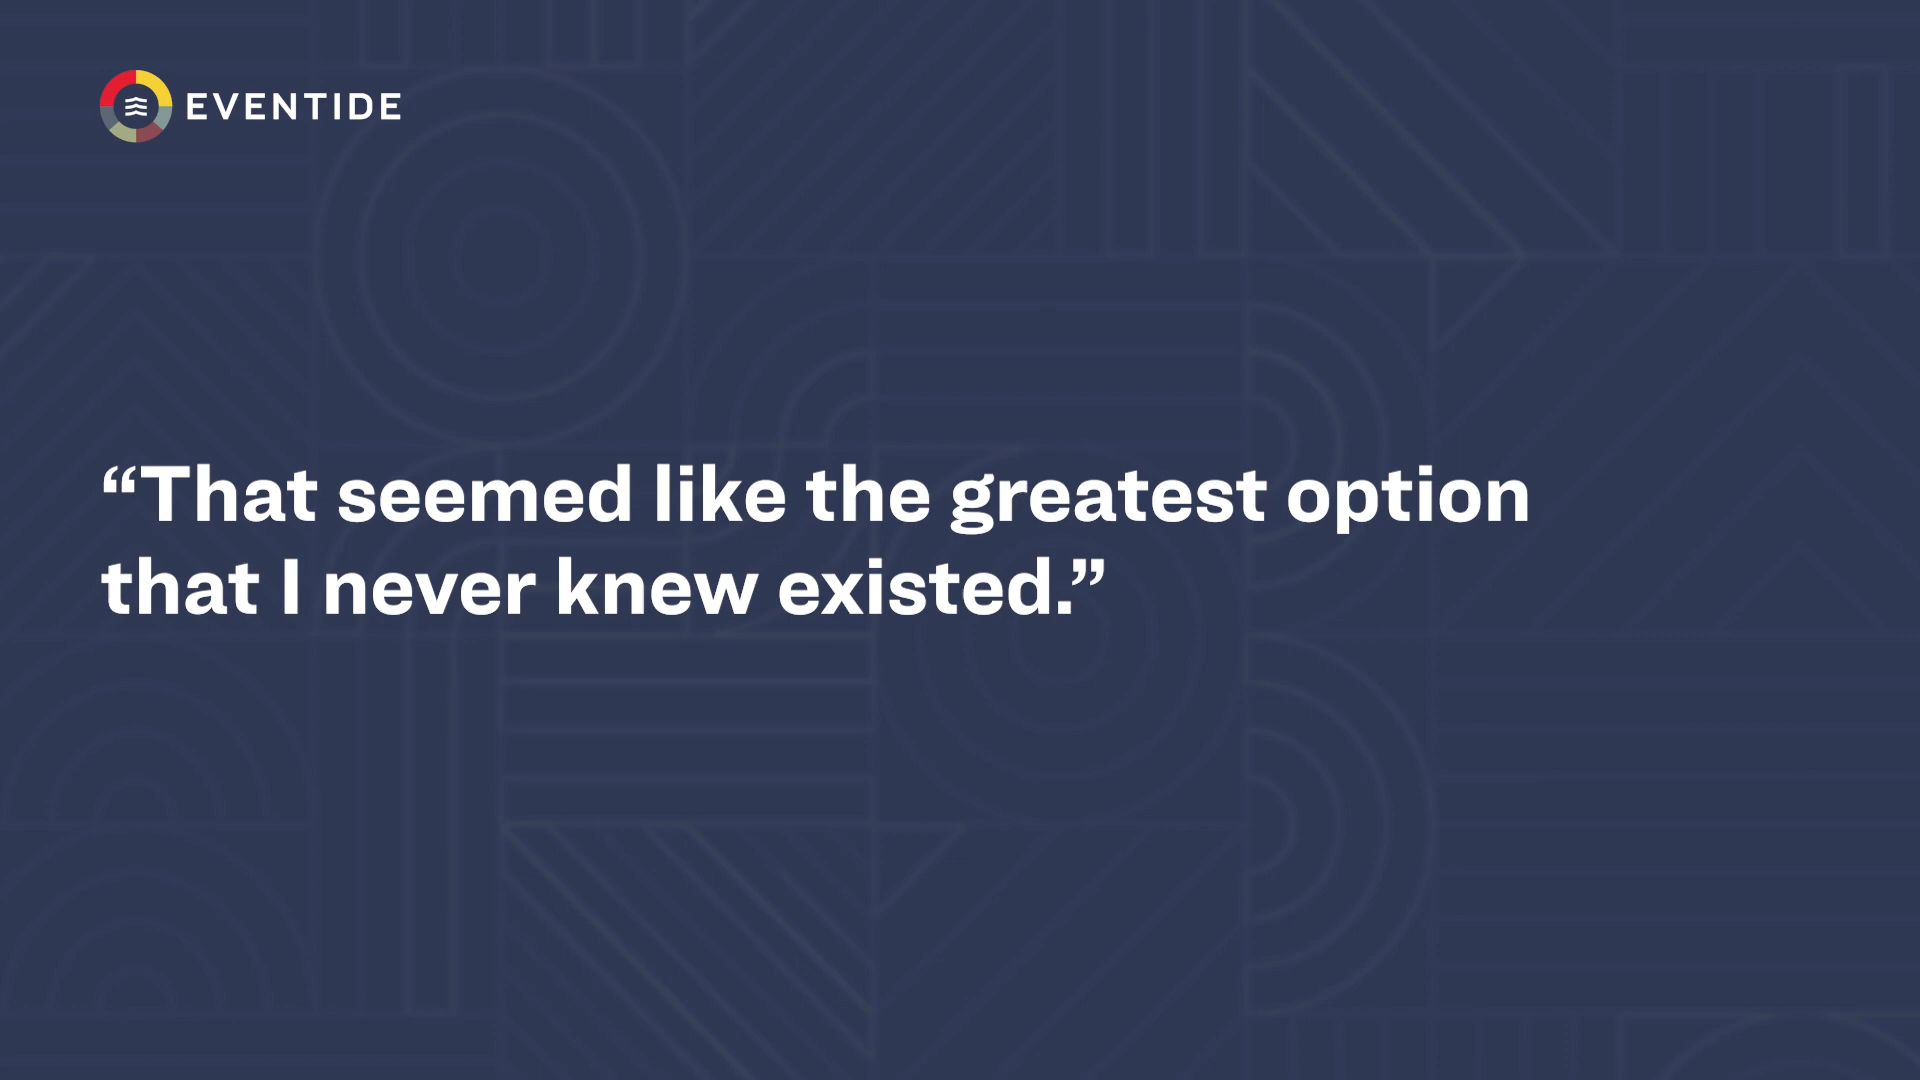 EVENTIDE
“That seemed like the greatest option
that I never knew existed.”